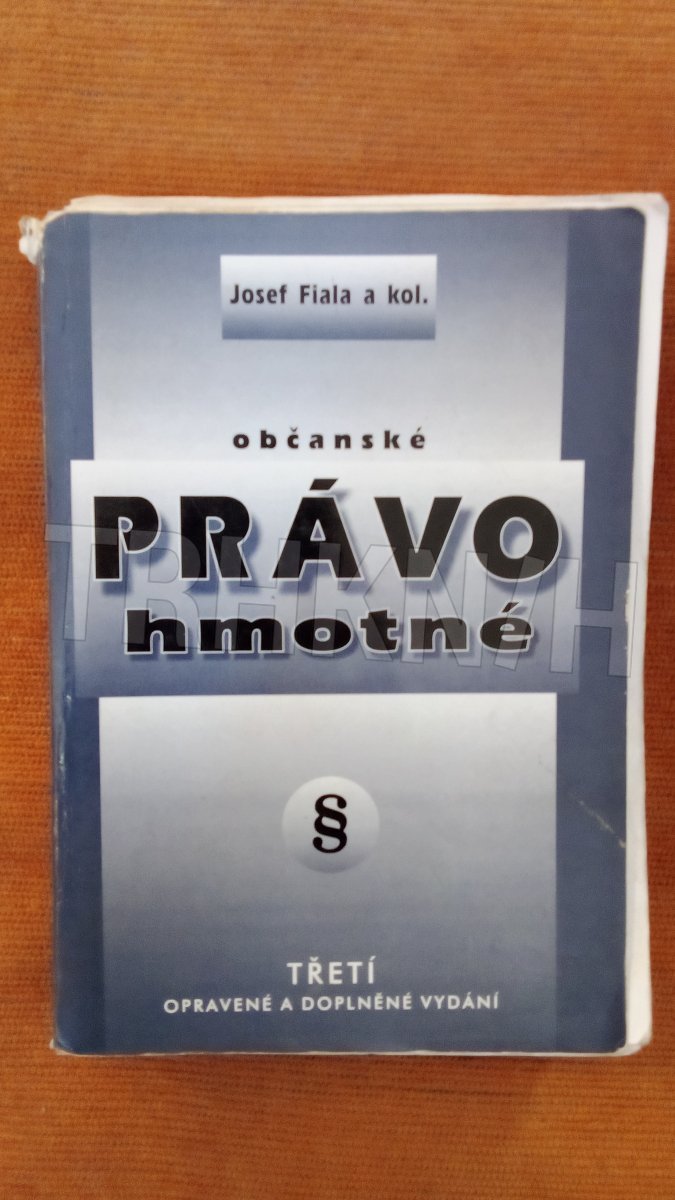 Josef Fiala a kol.
občanské
PRÁVO
hmotné
§
TŘETÍ
OPRAVENÉ A DOPLNĚNÉ VYDÁNÍ